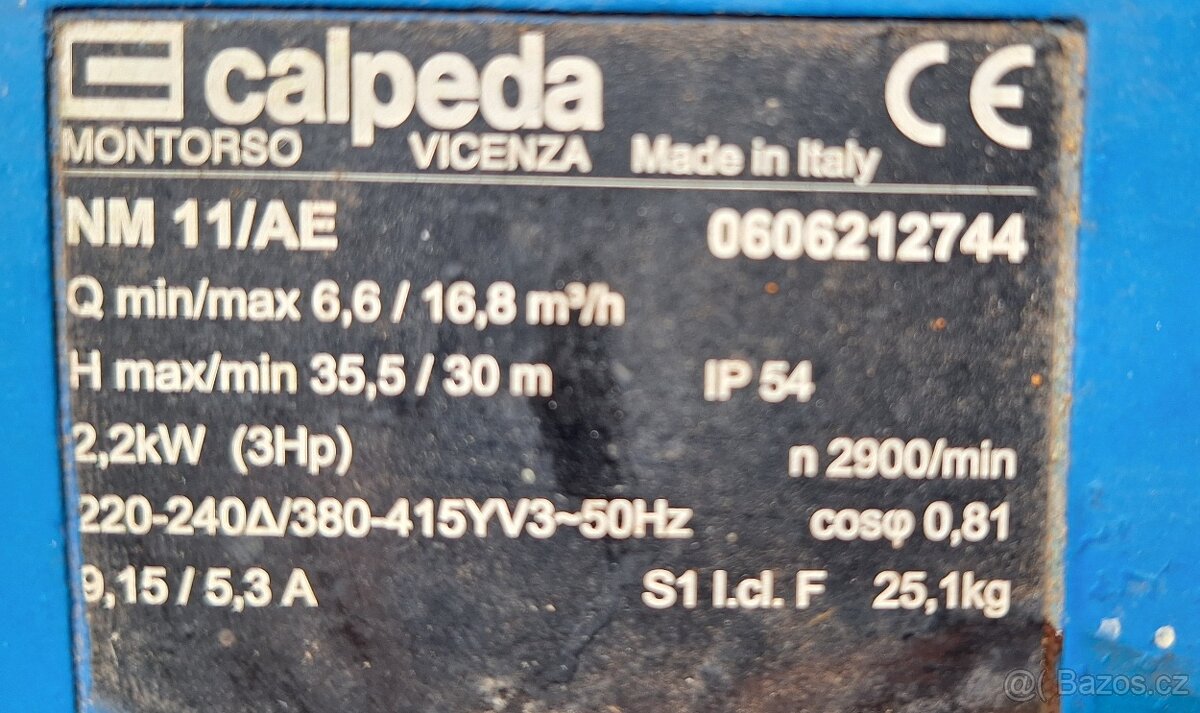 calpeda CE
MONTORSO VICENZA Made in Italy
NM 11/AE 0606212744
Q min/max 6,6 / 16,8 m³/h
H max/min 35,5 / 30 m IP 54
2,2kW (3Hp) n 2900/min
220-240Δ/380-415YV3~50Hz cosφ 0,81
9,15 / 5,3 A S1 I.cl. F 25,1kg
@( Bazos.cz